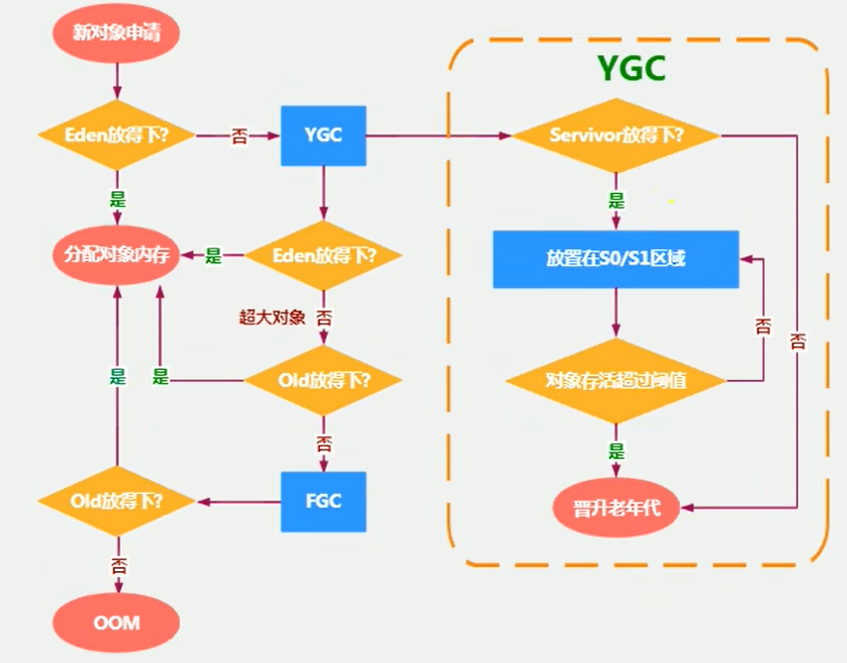 新对象申请
YGC
Eden放得下?
否
YGC
Servivor放得下?
是
是
分配对象内存
是
Eden放得下?
放置在S0/S1区域
超大对象
否
否
否
是
是
Old放得下?
对象存活超过阈值
否
是
Old放得下?
FGC
晋升老年代
否
OOM